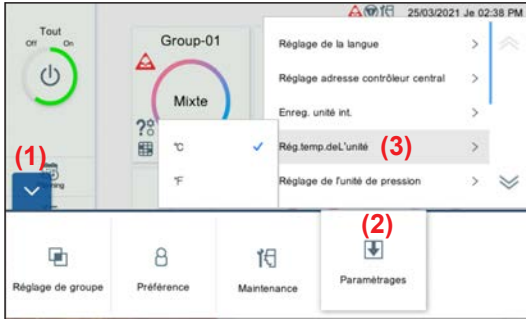 25/03/2021 Je 02:38 PM
Tout
Off On
Group-01
Mixte
Réglage de la langue
Réglage adresse contrôleur central
Enreg. unité int.
Rég.temp.deL'unité (3)
Réglage de l'unité de pression
°C
°F
(1)
(2)
Réglage de groupe
Préférence
Maintenance
Paramètrages